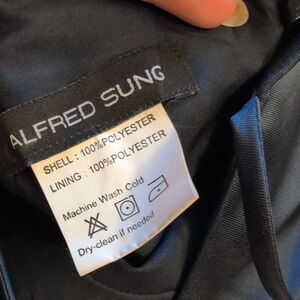 ALFRED SUNG
SHELL : 100%POLYESTER
LINING : 100%POLYESTER
Machine Wash Cold
Dry-clean if needed